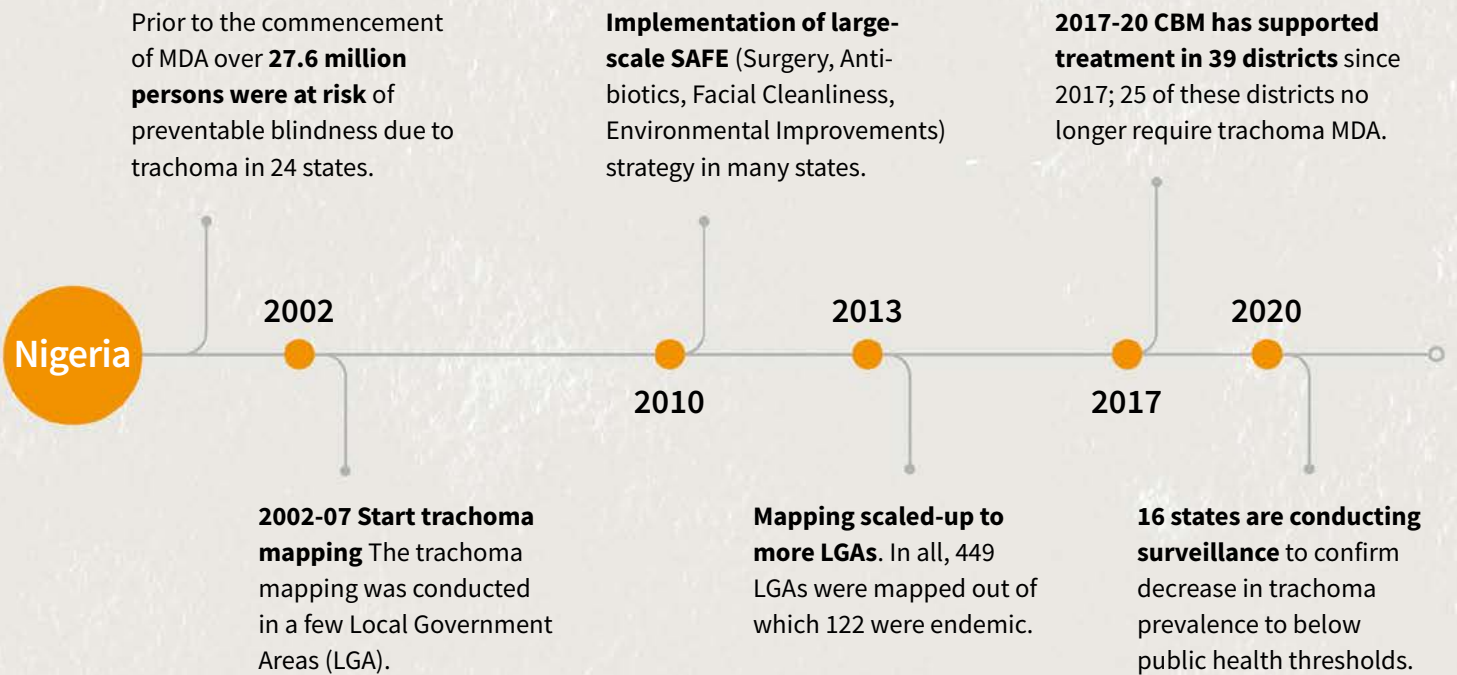 Prior to the commencement
of MDA over 27.6 million
persons were at risk of
preventable blindness due to
trachoma in 24 states.
Implementation of large-
scale SAFE (Surgery, Anti-
biotics, Facial Cleanliness,
Environmental Improvements)
strategy in many states.
2017-20 CBM has supported
treatment in 39 districts since
2017; 25 of these districts no
longer require trachoma MDA.
Nigeria
2002
2010
2013
2017
2020
2002-07 Start trachoma
mapping The trachoma
mapping was conducted
in a few Local Government
Areas (LGA).
Mapping scaled-up to
more LGAs. In all, 449
LGAs were mapped out of
which 122 were endemic.
16 states are conducting
surveillance to confirm
decrease in trachoma
prevalence to below
public health thresholds.